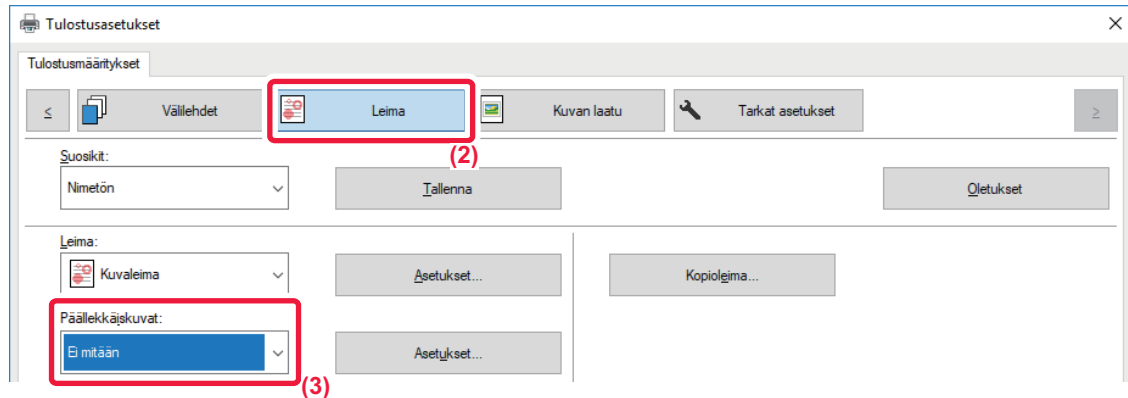 Tulostusasetukset
Tulostusmääritykset
< Välilehdet Leima Kuvan laatu Tarkat asetukset >
(2)
Suosikit:
Nimetön Tallenna Oletukset
Leima:
Kuvaleima Asetukset... Kopioleima...
Päällekkäiskuvat:
Ei mitään Asetukset...
(3)